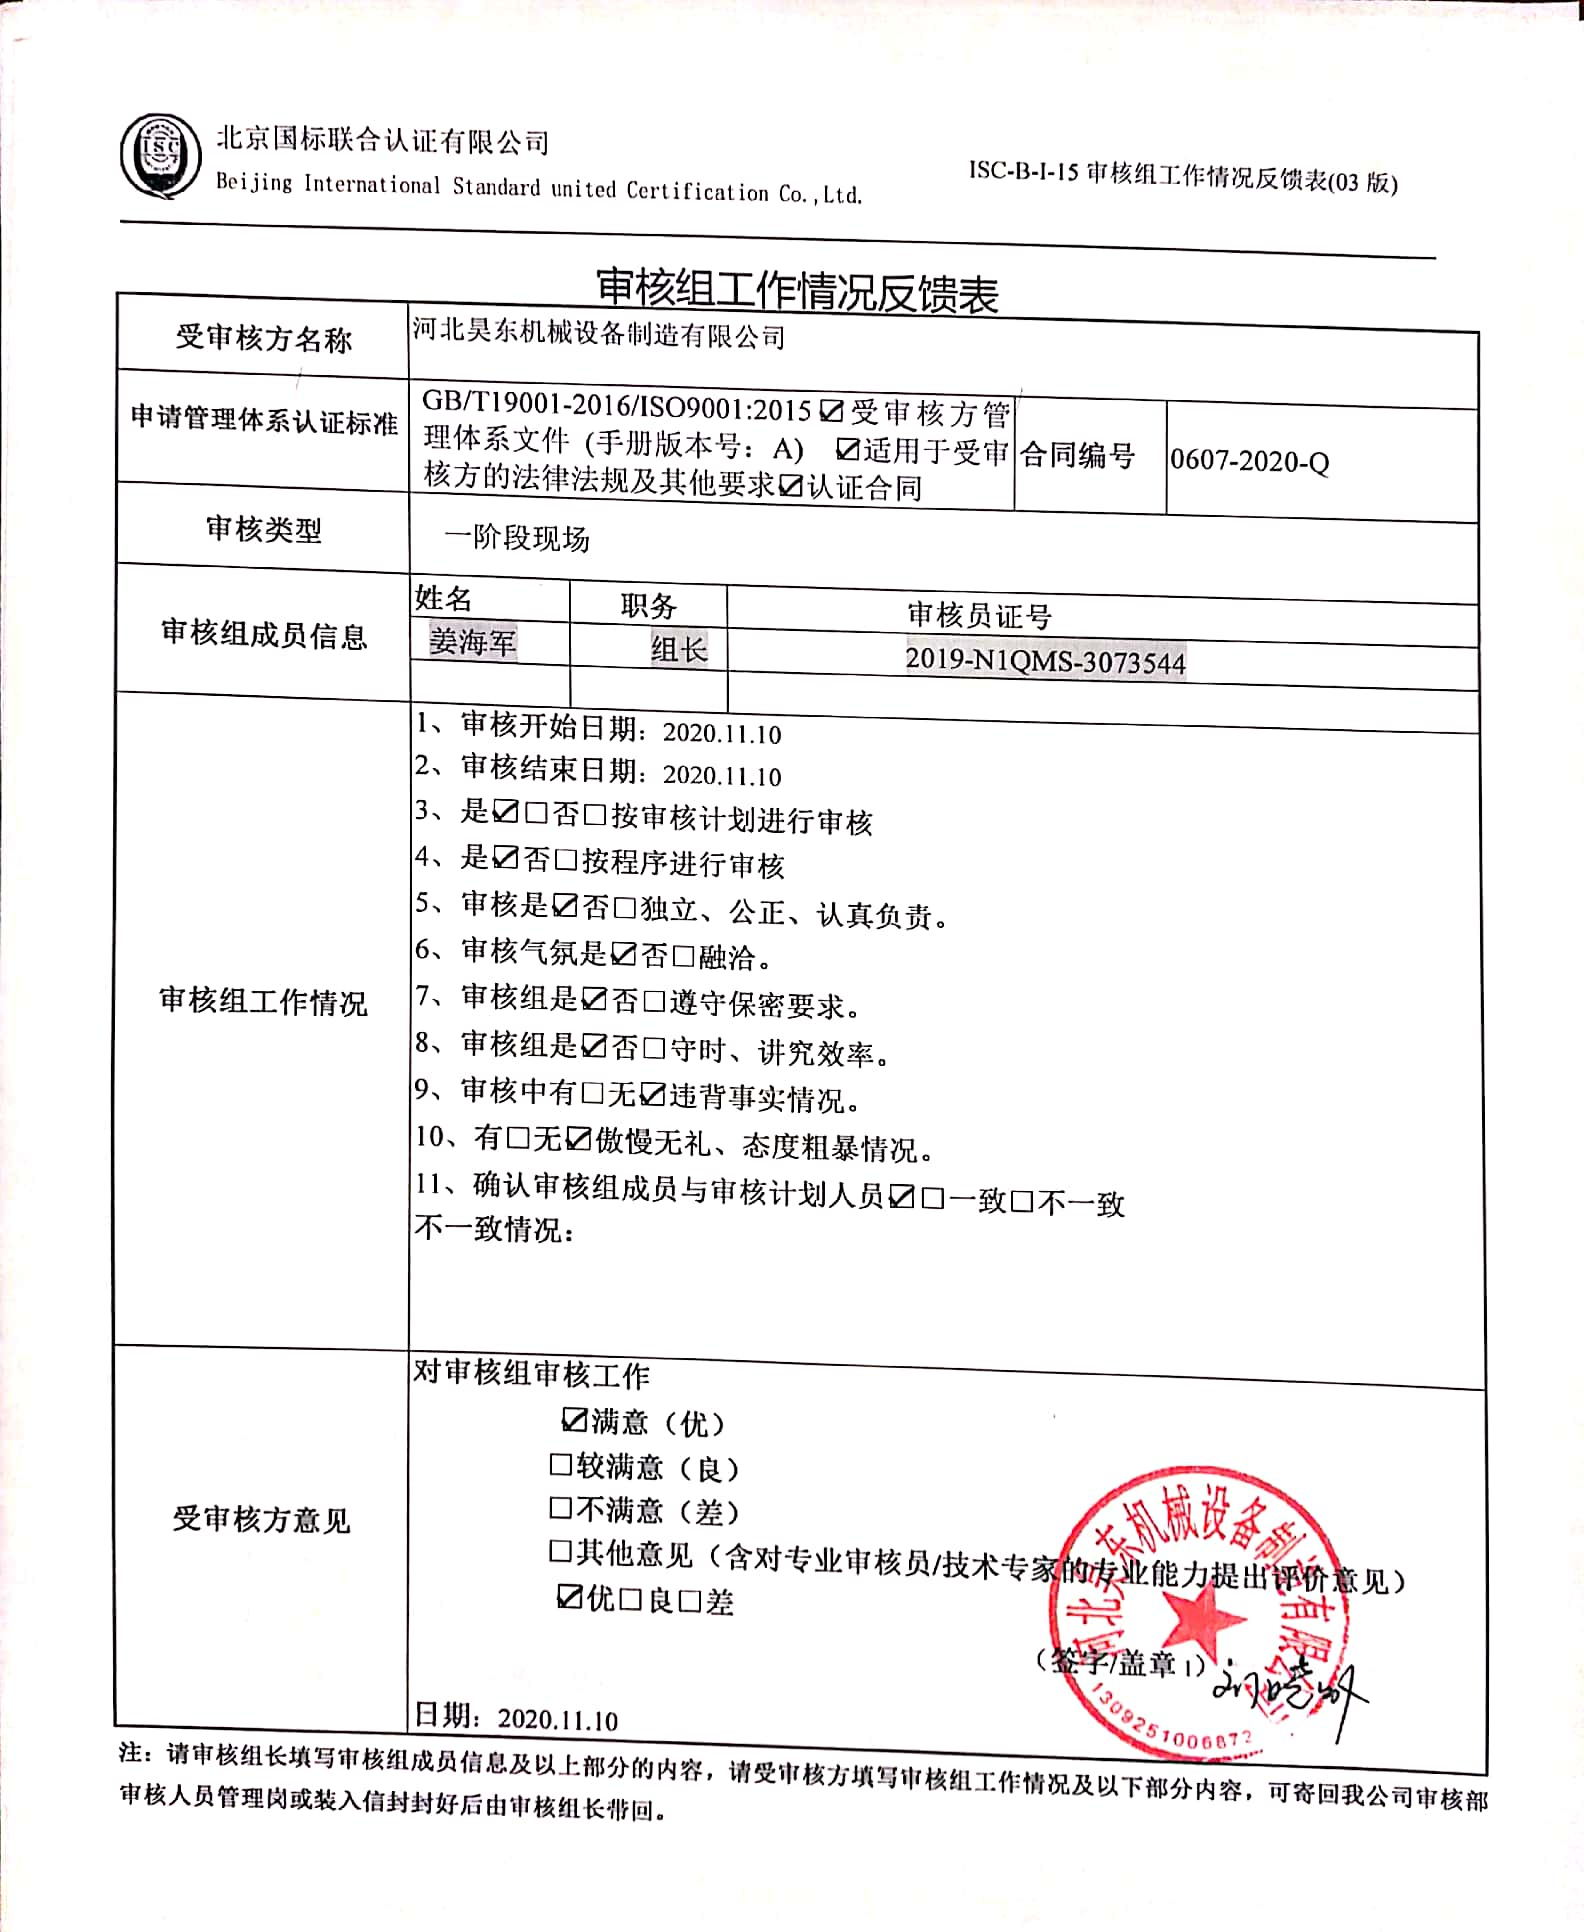 ISC
北京国标联合认证有限公司
Beijing International Standard united Certification Co.,Ltd.
ISC-B-I-15 审核组工作情况反馈表(03 版)
审核组工作情况反馈表
受审核方名称
河北昊东机械设备制造有限公司
申请管理体系认证标准
GB/T19001-2016/ISO9001:2015☑受审核方管
理体系文件 (手册版本号：A) ☑适用于受审
核方的法律法规及其他要求☑认证合同
合同编号
0607-2020-Q
审核类型
一阶段现场
审核组成员信息
姓名 职务 审核员证号
姜海军 组长 2019-N1QMS-3073544
审核组工作情况
1、审核开始日期：2020.11.10
2、审核结束日期：2020.11.10
3、是☑□否□按审核计划进行审核
4、是☑否□按程序进行审核
5、审核是☑否□独立、公正、认真负责。
6、审核气氛是☑否□融洽。
7、审核组是☑否□遵守保密要求。
8、审核组是☑否□守时、讲究效率。
9、审核中有□无☑违背事实情况。
10、有□无☑傲慢无礼、态度粗暴情况。
11、确认审核组成员与审核计划人员☑□一致□不一致
不一致情况：
受审核方意见
对审核组审核工作
☑满意（优）
□较满意（良）
□不满意（差）
□其他意见（含对专业审核员/技术专家的专业能力提出评价意见）
☑优□良□差
（签字/盖章）
河北昊东机械设备制造有限公司
1309251006872
日期：2020.11.10
注：请审核组长填写审核组成员信息及以上部分的内容，请受审核方填写审核组工作情况及以下部分内容，可寄回我公司审核部
审核人员管理岗或装入信封封好后由审核组长带回。